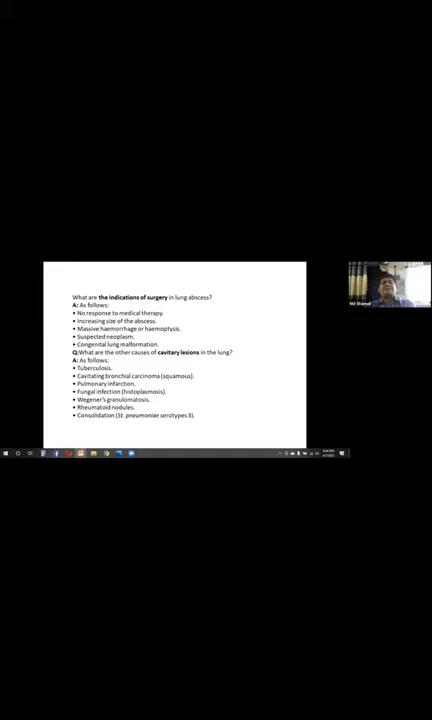 What are the indications of surgery in lung abscess?
A: As follows:
• No response to medical therapy.
• Increasing size of the abscess.
• Massive haemorrhage or haemoptysis.
• Suspected neoplasm.
• Congenital lung malformation.
Q:What are the other causes of cavitary lesions in the lung?
A: As follows:
• Tuberculosis.
• Cavitating bronchial carcinoma (squamous).
• Pulmonary infarction.
• Fungal infection (histoplasmosis).
• Wegener's granulomatosis.
• Rheumatoid nodules.
• Consolidation (St. pneumoniae serotypes 3).
Md Shamal